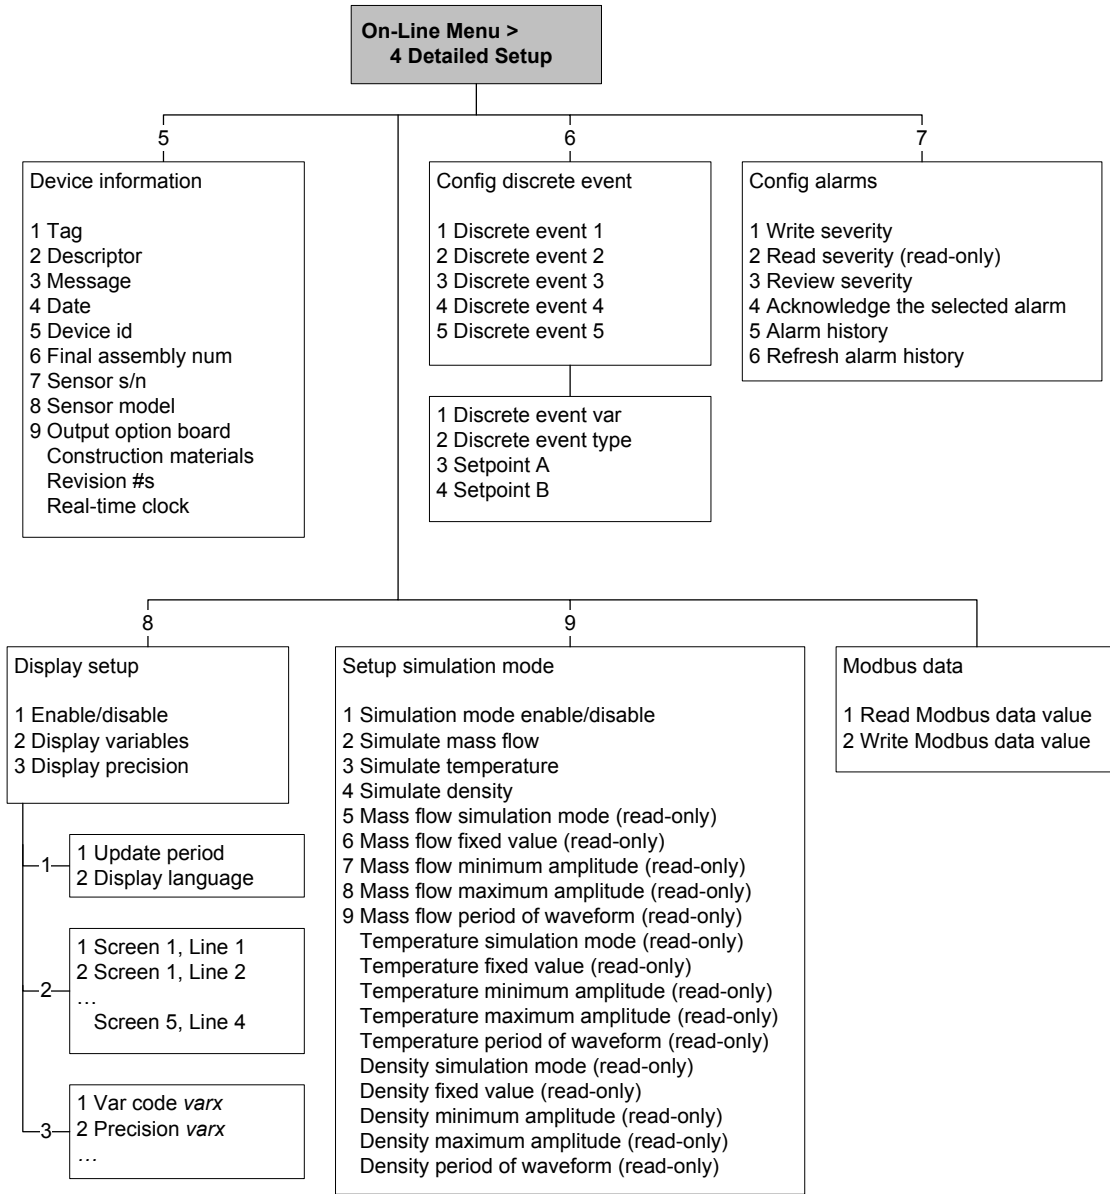 On-Line Menu >
4 Detailed Setup
5
6
7
Device information
1 Tag
2 Descriptor
3 Message
4 Date
5 Device id
6 Final assembly num
7 Sensor s/n
8 Sensor model
9 Output option board
Construction materials
Revision #s
Real-time clock
Config discrete event
1 Discrete event 1
2 Discrete event 2
3 Discrete event 3
4 Discrete event 4
5 Discrete event 5
1 Discrete event var
2 Discrete event type
3 Setpoint A
4 Setpoint B
Config alarms
1 Write severity
2 Read severity (read-only)
3 Review severity
4 Acknowledge the selected alarm
5 Alarm history
6 Refresh alarm history
8
9
Display setup
1 Enable/disable
2 Display variables
3 Display precision
1
1 Update period
2 Display language
2
1 Screen 1, Line 1
2 Screen 1, Line 2
…
Screen 5, Line 4
3
1 Var code varx
2 Precision varx
…
Setup simulation mode
1 Simulation mode enable/disable
2 Simulate mass flow
3 Simulate temperature
4 Simulate density
5 Mass flow simulation mode (read-only)
6 Mass flow fixed value (read-only)
7 Mass flow minimum amplitude (read-only)
8 Mass flow maximum amplitude (read-only)
9 Mass flow period of waveform (read-only)
Temperature simulation mode (read-only)
Temperature fixed value (read-only)
Temperature minimum amplitude (read-only)
Temperature maximum amplitude (read-only)
Temperature period of waveform (read-only)
Density simulation mode (read-only)
Density fixed value (read-only)
Density minimum amplitude (read-only)
Density maximum amplitude (read-only)
Density period of waveform (read-only)
Modbus data
1 Read Modbus data value
2 Write Modbus data value